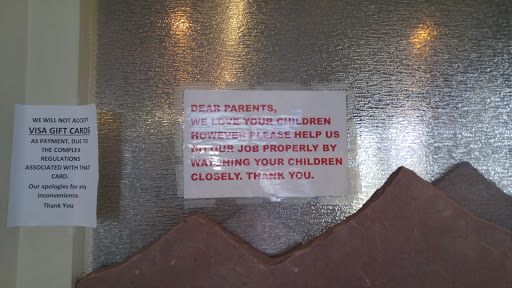 WE WILL NOT ACCEPT
VISA GIFT CARDS
AS PAYMENT, DUE TO
THE COMPLEX
REGULATIONS
ASSOCIATED WITH THAT
CARD.
Our apologies for any
inconvenience.
Thank You
DEAR PARENTS,
WE LOVE YOUR CHILDREN
HOWEVER PLEASE HELP US
DO OUR JOB PROPERLY BY
WATCHING YOUR CHILDREN
CLOSELY. THANK YOU.